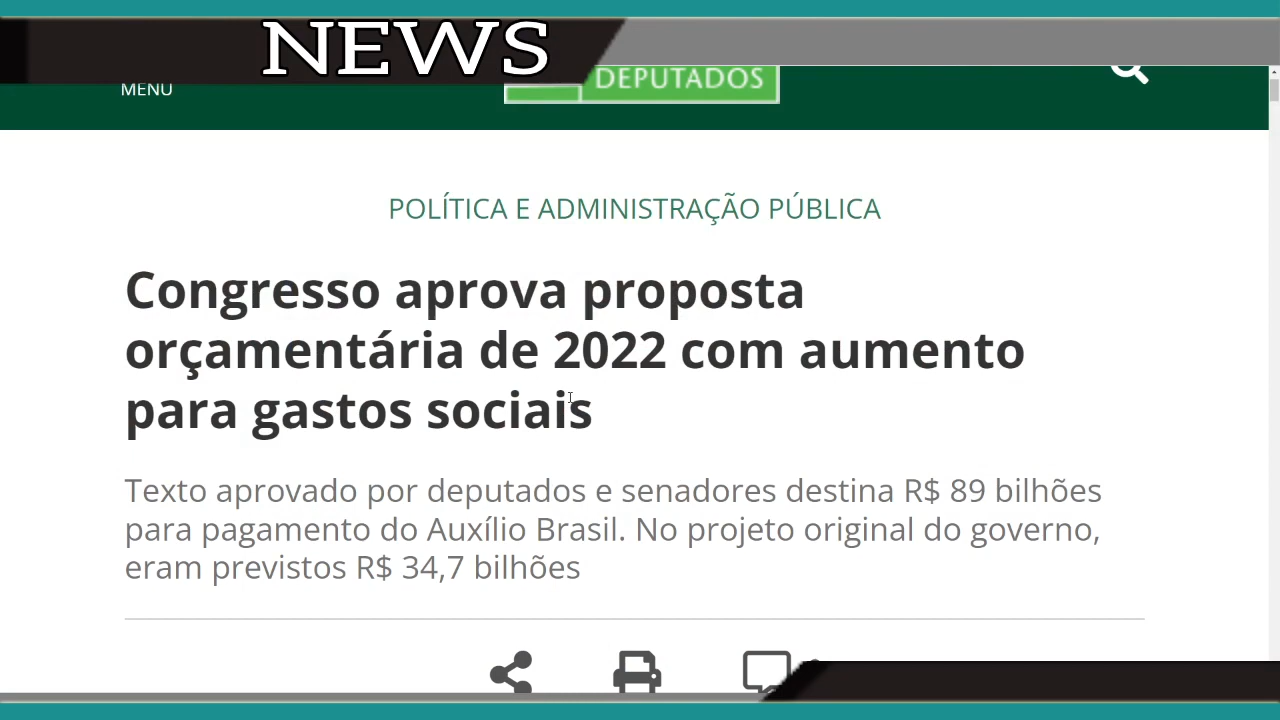 NEWS
MENU
DEPUTADOS
POLÍTICA E ADMINISTRAÇÃO PÚBLICA
Congresso aprova proposta
orçamentária de 2022 com aumento
para gastos sociais
Texto aprovado por deputados e senadores destina R$ 89 bilhões
para pagamento do Auxílio Brasil. No projeto original do governo,
eram previstos R$ 34,7 bilhões